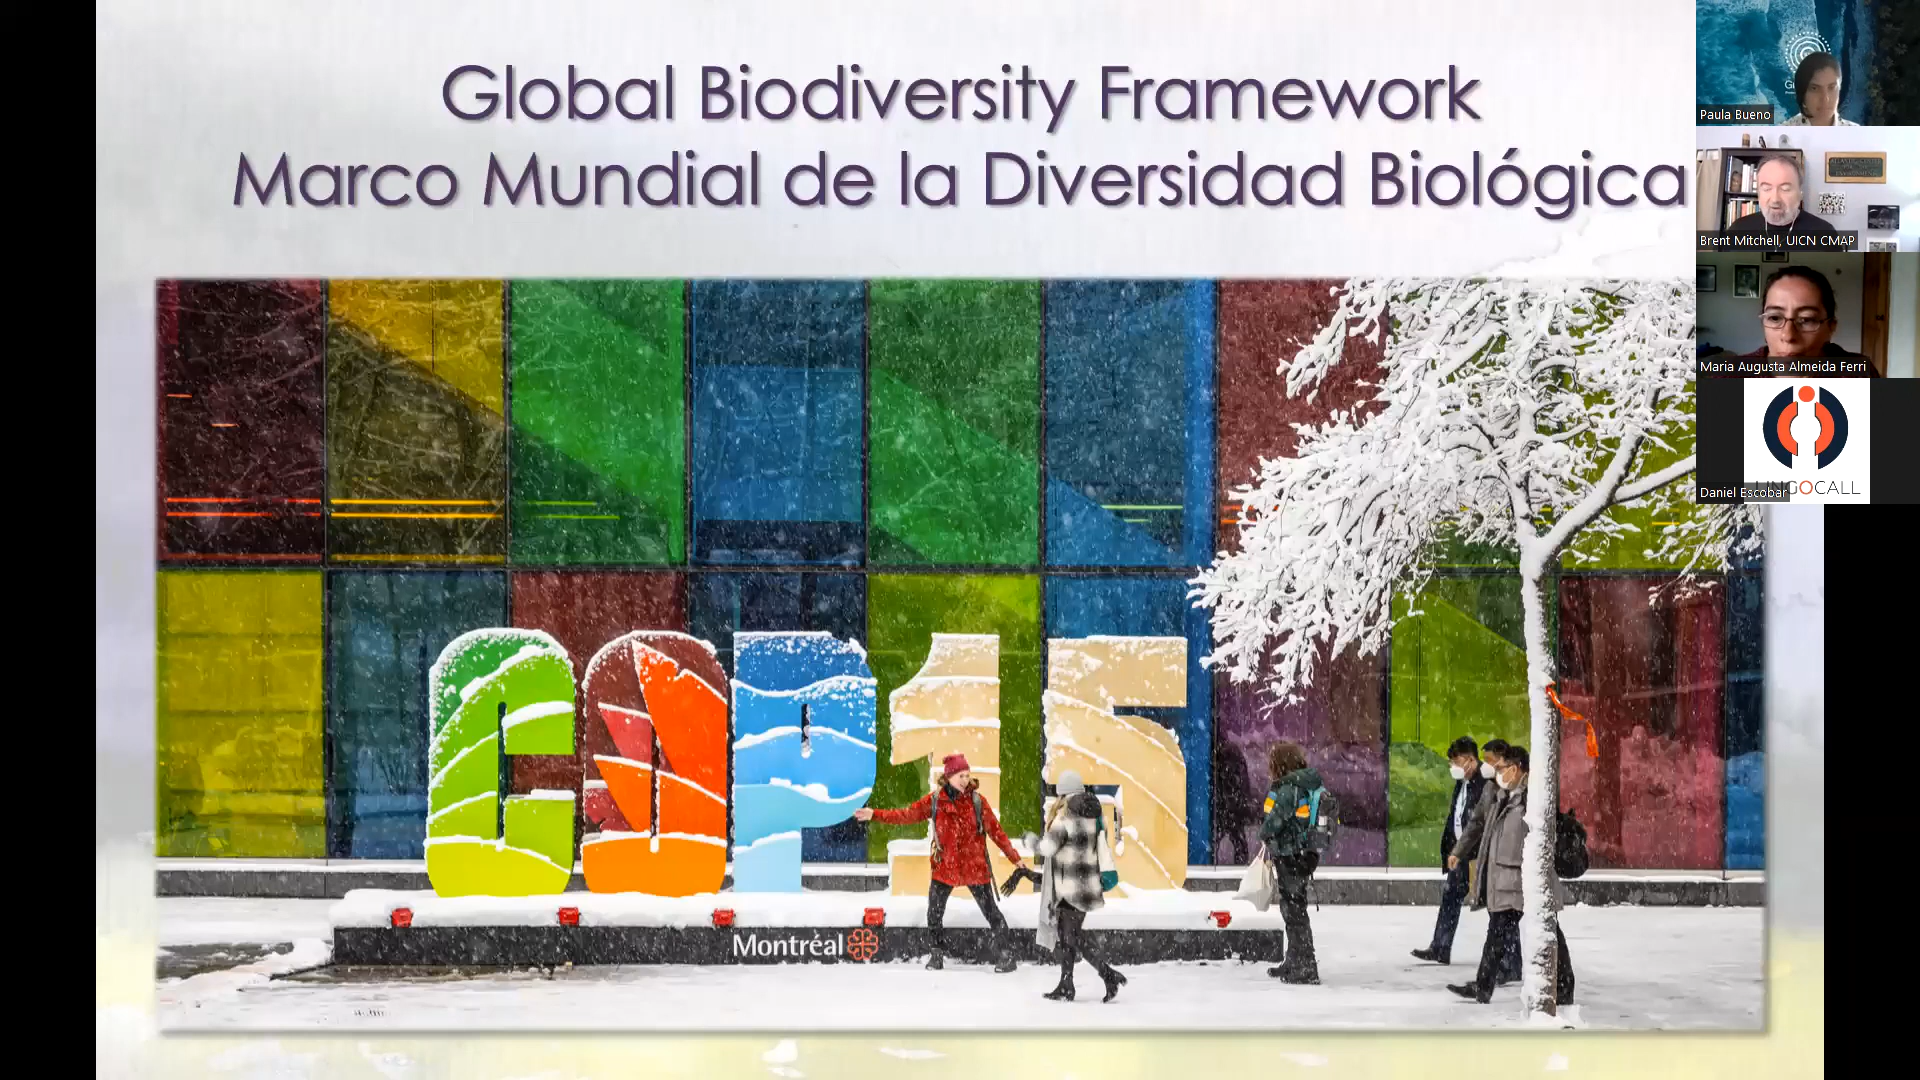 Global Biodiversity Framework
Marco Mundial de la Diversidad Biológica
COP15
Montréal
Paula Bueno
Brent Mitchell, UICN CMAP
Maria Augusta Almeida Ferri
Daniel Escobar